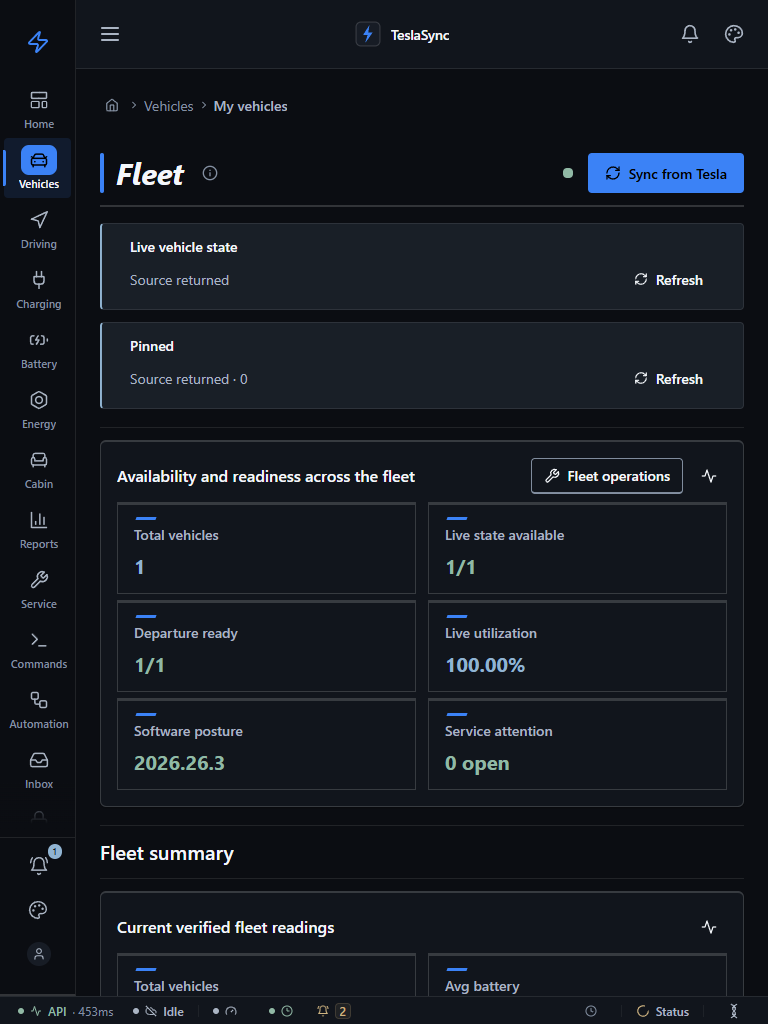 TeslaSync
Home
Vehicles
Driving
Charging
Battery
Energy
Cabin
Reports
Service
Commands
Automation
Inbox
1
Vehicles
My vehicles
Fleet
Sync from Tesla
Live vehicle state
Source returned
Refresh
Pinned
Source returned · 0
Refresh
Availability and readiness across the fleet
Fleet operations
Total vehicles
1
Live state available
1/1
Departure ready
1/1
Live utilization
100.00%
Software posture
2026.26.3
Service attention
0 open
Fleet summary
Current verified fleet readings
Total vehicles
Avg battery
API · 453ms
Idle
2
Status